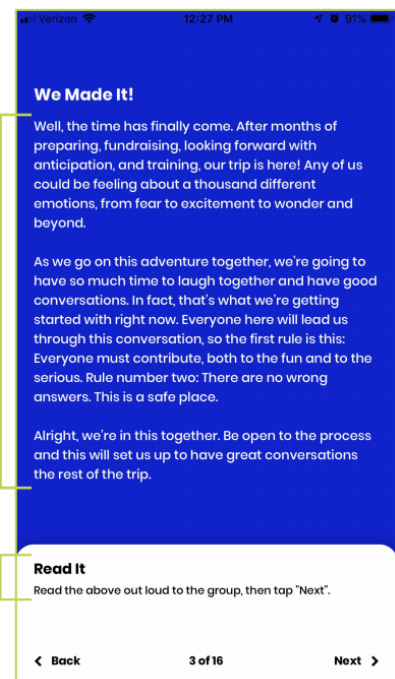 Verizon 12:27 PM 91%
We Made It!
Well, the time has finally come. After months of
preparing, fundraising, looking forward with
anticipation, and training, our trip is here! Any of us
could be feeling about a thousand different
emotions, from fear to excitement to wonder and
beyond.
As we go on this adventure together, we're going to
have so much time to laugh together and have good
conversations. In fact, that's what we're getting
started with right now. Everyone here will lead us
through this conversation, so the first rule is this:
Everyone must contribute, both to the fun and to the
serious. Rule number two: There are no wrong
answers. This is a safe place.
Alright, we're in this together. Be open to the process
and this will set us up to have great conversations
the rest of the trip.
Read It
Read the above out loud to the group, then tap "Next".
Back 3 of 16 Next